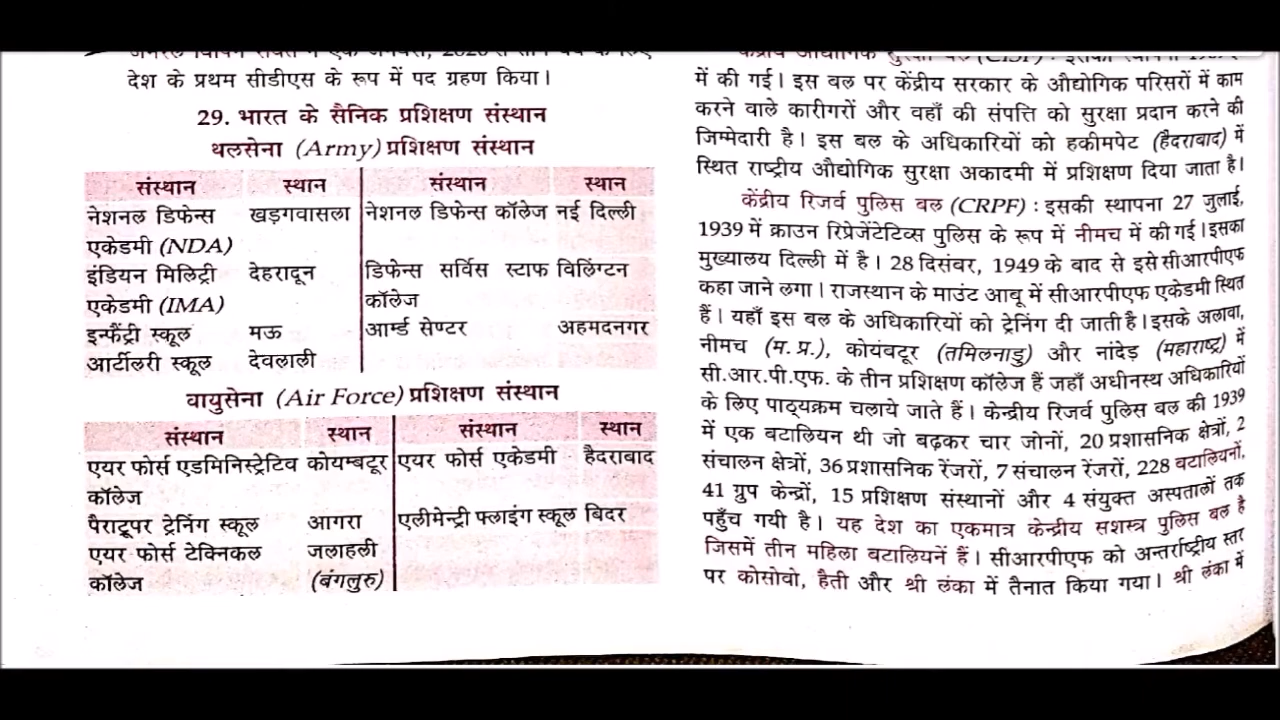 देश के प्रथम सीडीएस के रूप में पद ग्रहण किया।
29. भारत के सैनिक प्रशिक्षण संस्थान
थलसेना (Army) प्रशिक्षण संस्थान
संस्थान स्थान संस्थान स्थान
नेशनल डिफेन्स खड़गवासला नेशनल डिफेन्स कॉलेज नई दिल्ली
एकेडमी (NDA)
इंडियन मिलिट्री देहरादून डिफेन्स सर्विस स्टाफ विलिंग्टन
एकेडमी (IMA) कॉलेज
इन्फैंट्री स्कूल मऊ आर्म्ड सेण्टर अहमदनगर
आर्टीलरी स्कूल देवलाली
वायुसेना (Air Force) प्रशिक्षण संस्थान
संस्थान स्थान संस्थान स्थान
एयर फोर्स एडमिनिस्ट्रेटिव कोयम्बटूर एयर फोर्स एकेडमी हैदराबाद
कॉलेज
पैराट्रूपर ट्रेनिंग स्कूल आगरा एलीमेन्ट्री फ्लाइंग स्कूल बिदर
एयर फोर्स टेक्निकल जलाहली
कॉलेज (बंगलुरु)
में की गई। इस बल पर केंद्रीय सरकार के औद्योगिक परिसरों में काम
करने वाले कारीगरों और वहाँ की संपत्ति को सुरक्षा प्रदान करने की
जिम्मेदारी है। इस बल के अधिकारियों को हकीमपेट (हैदराबाद) में
स्थित राष्ट्रीय औद्योगिक सुरक्षा अकादमी में प्रशिक्षण दिया जाता है।
केंद्रीय रिजर्व पुलिस बल (CRPF) : इसकी स्थापना 27 जुलाई,
1939 में क्राउन रिप्रेजेंटेटिव्स पुलिस के रूप में नीमच में की गई। इसका
मुख्यालय दिल्ली में है। 28 दिसंबर, 1949 के बाद से इसे सीआरपीएफ
कहा जाने लगा। राजस्थान के माउंट आबू में सीआरपीएफ एकेडमी स्थित
हैं। यहाँ इस बल के अधिकारियों को ट्रेनिंग दी जाती है। इसके अलावा,
नीमच (म. प्र.), कोयंबटूर (तमिलनाडु) और नांदेड़ (महाराष्ट्र) में
सी.आर.पी.एफ. के तीन प्रशिक्षण कॉलेज हैं जहाँ अधीनस्थ अधिकारियों
के लिए पाठ्यक्रम चलाये जाते हैं। केन्द्रीय रिजर्व पुलिस बल की 1939
में एक बटालियन थी जो बढ़कर चार जोनों, 20 प्रशासनिक क्षेत्रों, 2
संचालन क्षेत्रों, 36 प्रशासनिक रेंजरों, 7 संचालन रेंजरों, 228 बटालियनों,
41 ग्रुप केन्द्रों, 15 प्रशिक्षण संस्थानों और 4 संयुक्त अस्पतालों तक
पहुँच गयी है। यह देश का एकमात्र केन्द्रीय सशस्त्र पुलिस बल है
जिसमें तीन महिला बटालियनें हैं। सीआरपीएफ को अन्तर्राष्ट्रीय स्तर
पर कोसोवो, हैती और श्री लंका में तैनात किया गया। श्री लंका में